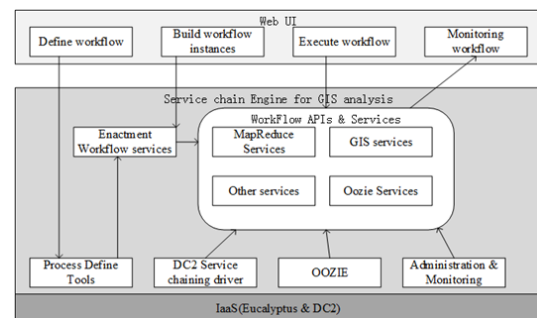 Web UI
Define workflow
Build workflow
instances
Execute workflow
Monitoring
workflow
Service chain Engine for GIS analysis
Enactment
Workflow services
WorkFlow APIs & Services
MapReduce
Services
GIS services
Other services
Oozie Services
Process Define
Tools
DC2 Service
chaining driver
OOZIE
Administration &
Monitoring
IaaS(Eucalyptus & DC2)